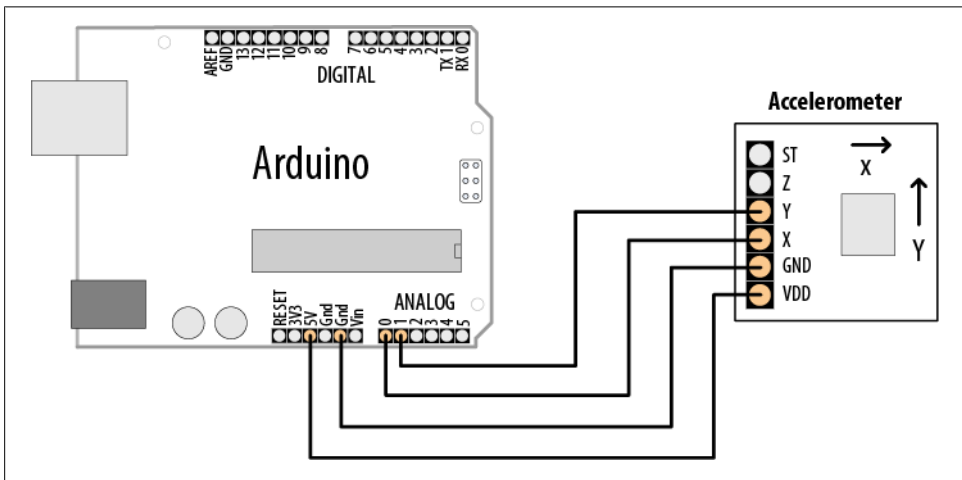 AREF
GND
13
12
11
10
9
8
7
6
5
4
3
2
TX 1
RX 0
DIGITAL
Arduino
RESET
3V3
5V
Gnd
Gnd
Vin
ANALOG
0
1
2
3
4
5
Accelerometer
ST
Z
Y
X
GND
VDD
X
Y